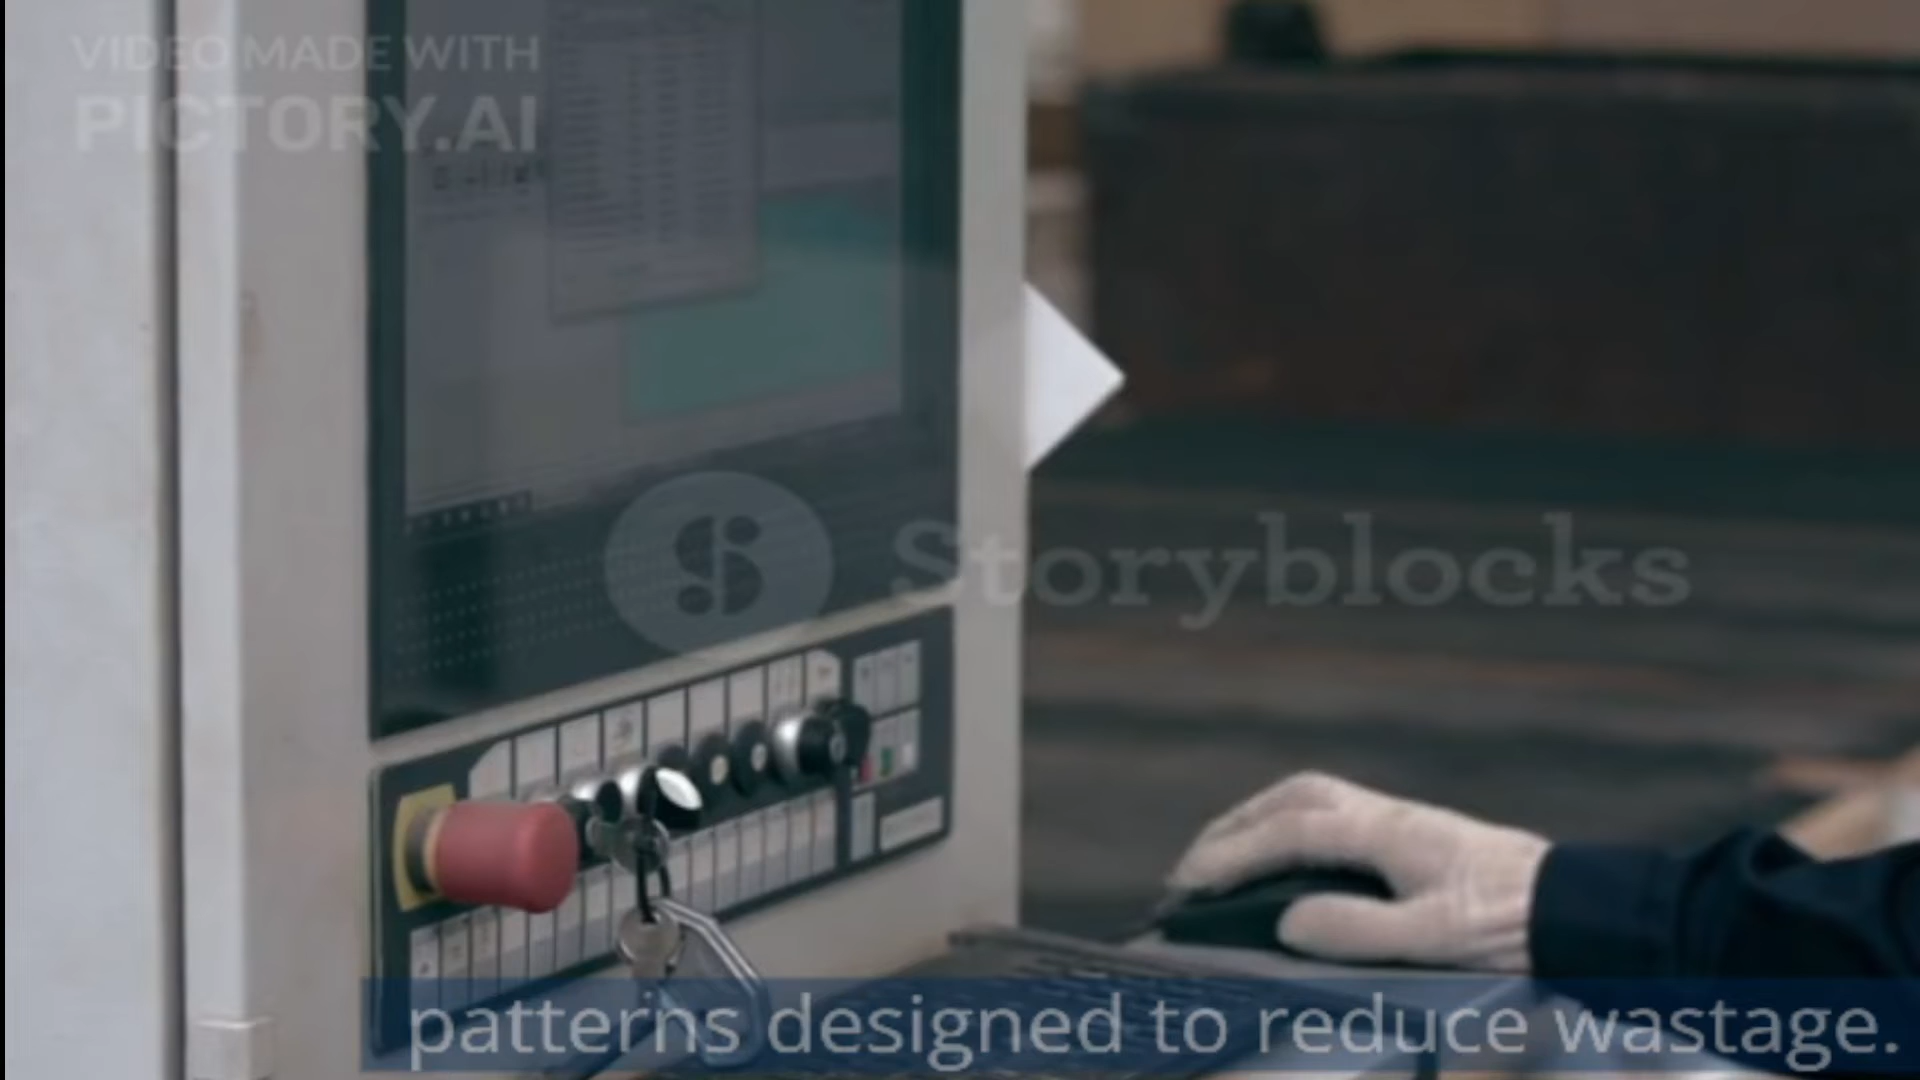 VIDEO MADE WITH
PICTORY.AI
Storyblocks
patterns designed to reduce wastage.